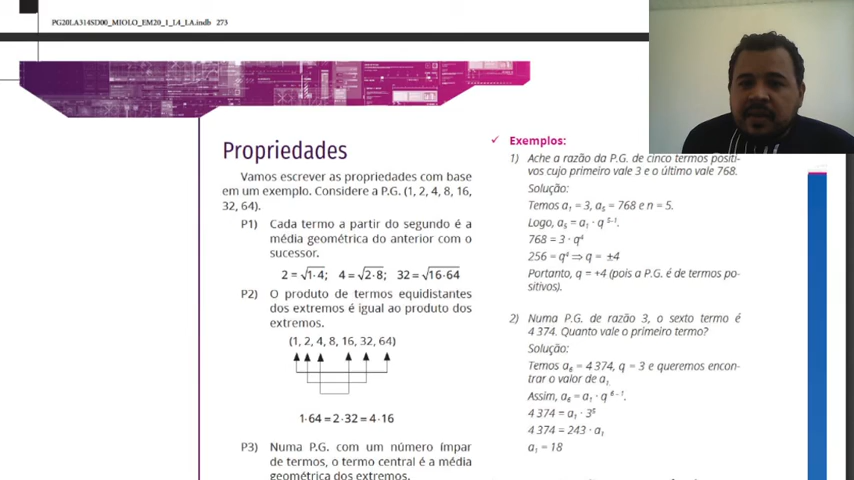 PG20LA314SD00_MIOLO_EM20_1_L4_LA.indb 273
Propriedades
Vamos escrever as propriedades com base
em um exemplo. Considere a P.G. (1, 2, 4, 8, 16,
32, 64).
P1) Cada termo a partir do segundo é a
média geométrica do anterior com o
sucessor.
2 = √1·4; 4 = √2·8; 32 = √16·64
P2) O produto de termos equidistantes
dos extremos é igual ao produto dos
extremos.
(1, 2, 4, 8, 16, 32, 64)
1·64 = 2·32 = 4·16
P3) Numa P.G. com um número ímpar
de termos, o termo central é a média
geométrica dos extremos.
✓ Exemplos:
1) Ache a razão da P.G. de cinco termos positi-
vos cujo primeiro vale 3 e o último vale 768.
Solução:
Temos a₁ = 3, a₅ = 768 e n = 5.
Logo, a₅ = a₁ · q⁵⁻¹.
768 = 3 · q⁴
256 = q⁴ ⇒ q = ±4
Portanto, q = +4 (pois a P.G. é de termos po-
sitivos).
2) Numa P.G. de razão 3, o sexto termo é
4 374. Quanto vale o primeiro termo?
Solução:
Temos a₆ = 4 374, q = 3 e queremos encon-
trar o valor de a₁.
Assim, a₆ = a₁ · q⁶⁻¹.
4 374 = a₁ · 3⁵
4 374 = 243 · a₁
a₁ = 18